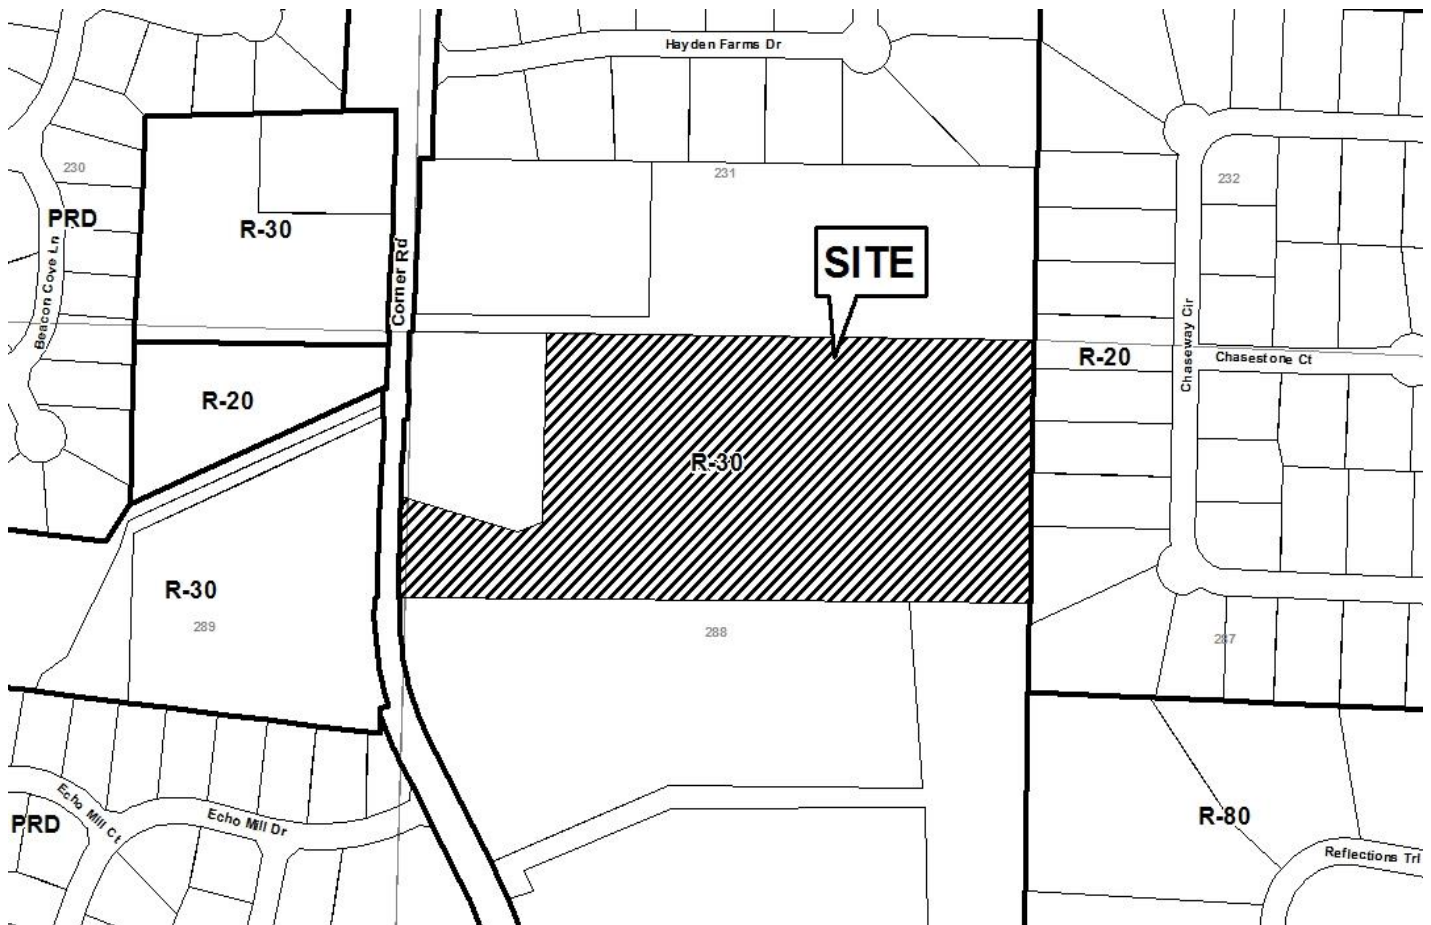 Hayden Farms Dr
230
231
232
PRD
R-30
Corner Rd
Beacon Cove Ln
SITE
Chaseway Cir
R-20
Chasestone Ct
R-20
R-30
R-30
289
288
287
Echo Mill Ct
Echo Mill Dr
PRD
R-80
Reflections Trl